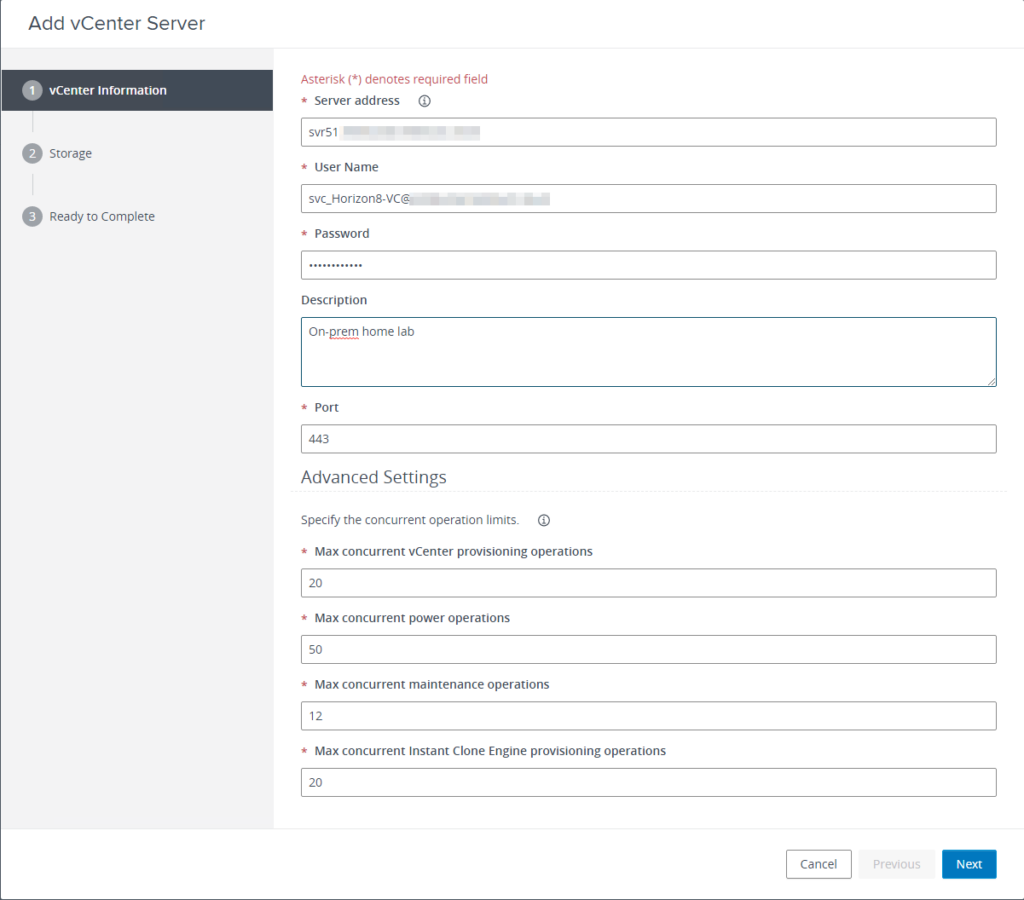 Add vCenter Server
1 vCenter Information
2 Storage
3 Ready to Complete
Asterisk (*) denotes required field
* Server address
svr51
* User Name
svc_Horizon8-VC@
* Password
••••••••••••
Description
On-prem home lab
* Port
443
Advanced Settings
Specify the concurrent operation limits.
* Max concurrent vCenter provisioning operations
20
* Max concurrent power operations
50
* Max concurrent maintenance operations
12
* Max concurrent Instant Clone Engine provisioning operations
20
Cancel Previous Next